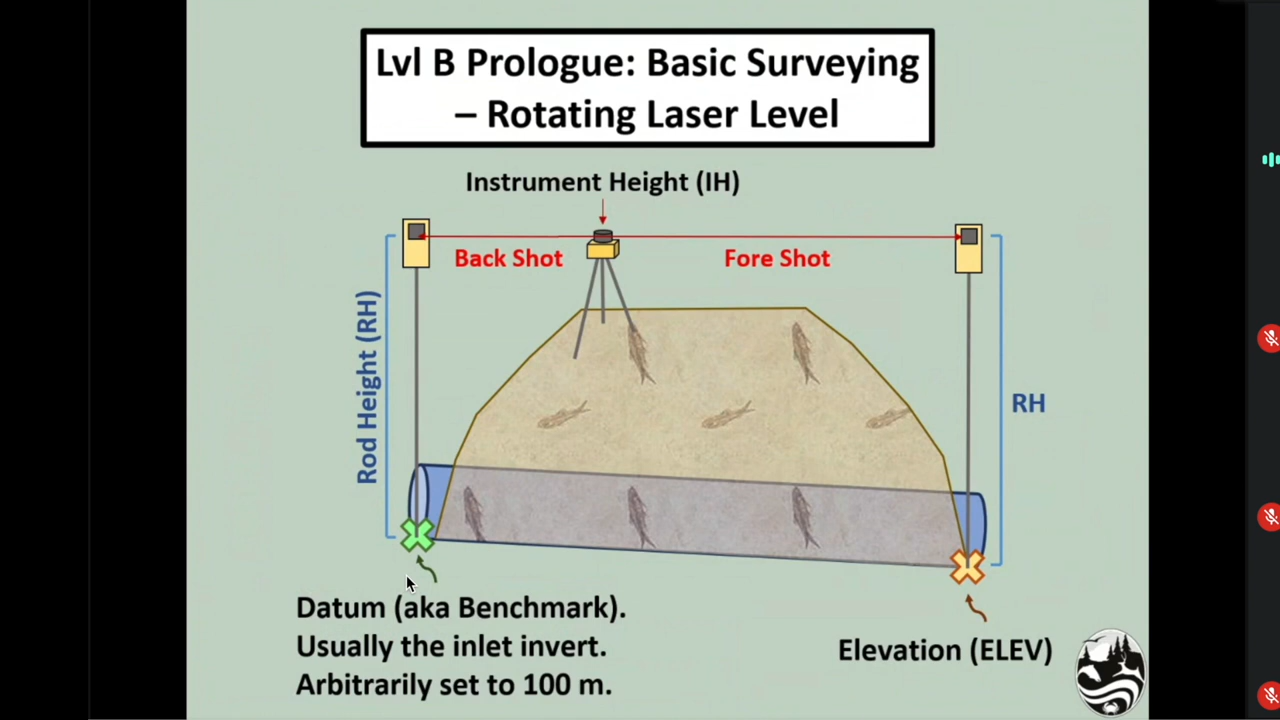 Lvl B Prologue: Basic Surveying
– Rotating Laser Level
Instrument Height (IH)
Back Shot
Fore Shot
Rod Height (RH)
RH
Datum (aka Benchmark).
Usually the inlet invert.
Arbitrarily set to 100 m.
Elevation (ELEV)